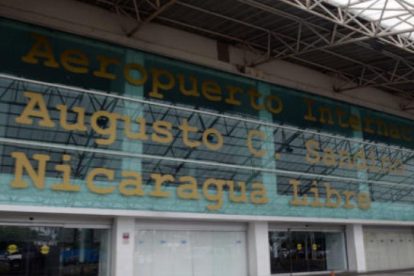 Aeropuerto Internac
Augusto C. Sandino
Nicaragua Libre